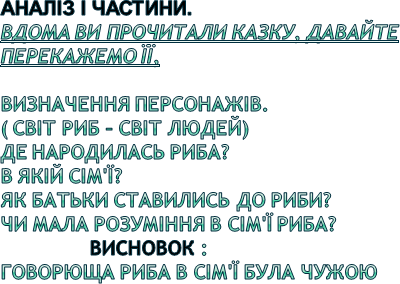 АНАЛІЗ І ЧАСТИНИ.
ВДОМА ВИ ПРОЧИТАЛИ КАЗКУ. ДАВАЙТЕ
ПЕРЕКАЖЕМО ЇЇ.
ВИЗНАЧЕННЯ ПЕРСОНАЖІВ.
( СВІТ РИБ – СВІТ ЛЮДЕЙ)
ДЕ НАРОДИЛАСЬ РИБА?
В ЯКІЙ СІМ'Ї?
ЯК БАТЬКИ СТАВИЛИСЬ ДО РИБИ?
ЧИ МАЛА РОЗУМІННЯ В СІМ'Ї РИБА?
ВИСНОВОК :
ГОВОРЮЩА РИБА В СІМ'Ї БУЛА ЧУЖОЮ